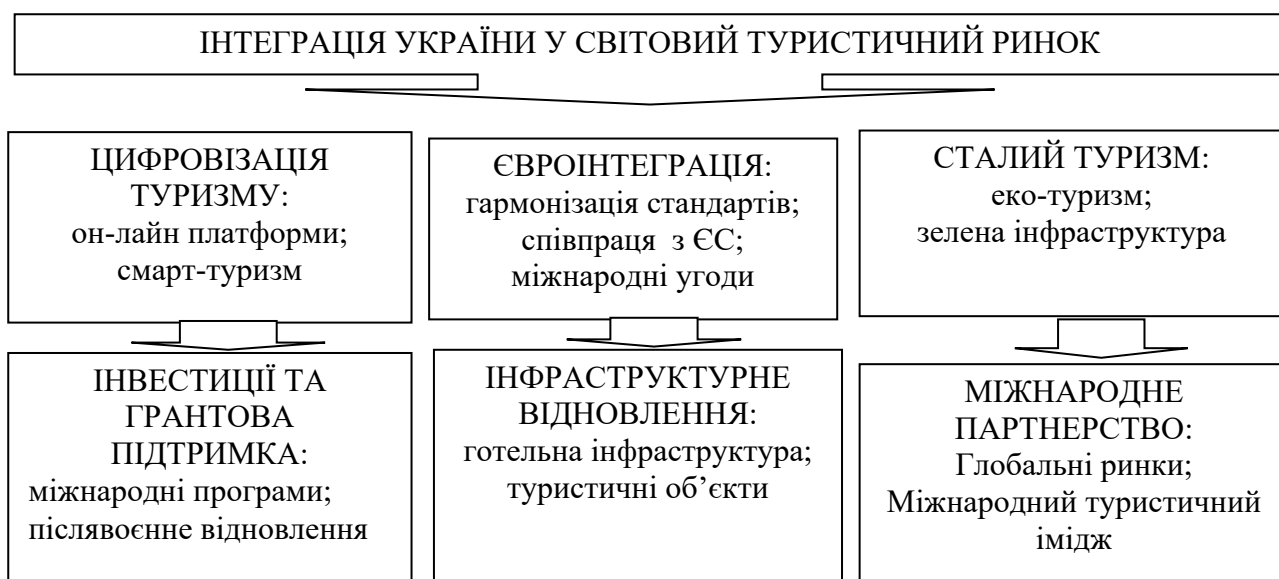 ІНТЕГРАЦІЯ УКРАЇНИ У СВІТОВИЙ ТУРИСТИЧНИЙ РИНОК
ЦИФРОВІЗАЦІЯ
ТУРИЗМУ:
он-лайн платформи;
смарт-туризм
ЄВРОІНТЕГРАЦІЯ:
гармонізація стандартів;
співпраця з ЄС;
міжнародні угоди
СТАЛИЙ ТУРИЗМ:
еко-туризм;
зелена інфраструктура
ІНВЕСТИЦІЇ ТА
ГРАНТОВА
ПІДТРИМКА:
міжнародні програми;
післявоєнне відновлення
ІНФРАСТРУКТУРНЕ
ВІДНОВЛЕННЯ:
готельна інфраструктура;
туристичні об’єкти
МІЖНАРОДНЕ
ПАРТНЕРСТВО:
Глобальні ринки;
Міжнародний туристичний
імідж